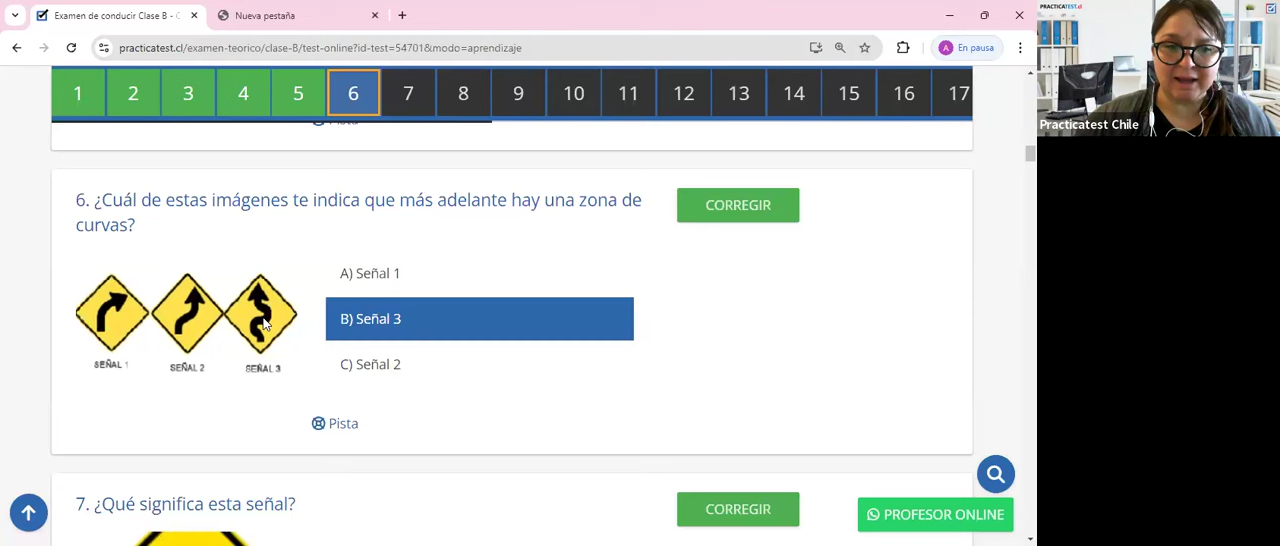 Examen de conducir Clase B - C
Nueva pestaña
practicatest.cl/examen-teorico/clase-B/test-online?id-test=54701&modo=aprendizaje
A
En pausa
1 2 3 4 5 6 7 8 9 10 11 12 13 14 15 16 17
Pista
6. ¿Cuál de estas imágenes te indica que más adelante hay una zona de
curvas?
CORREGIR
SEÑAL 1
SEÑAL 2
SEÑAL 3
A) Señal 1
B) Señal 3
C) Señal 2
Pista
7. ¿Qué significa esta señal?
CORREGIR
PROFESOR ONLINE
PRACTICATEST.cl
Practicatest Chile